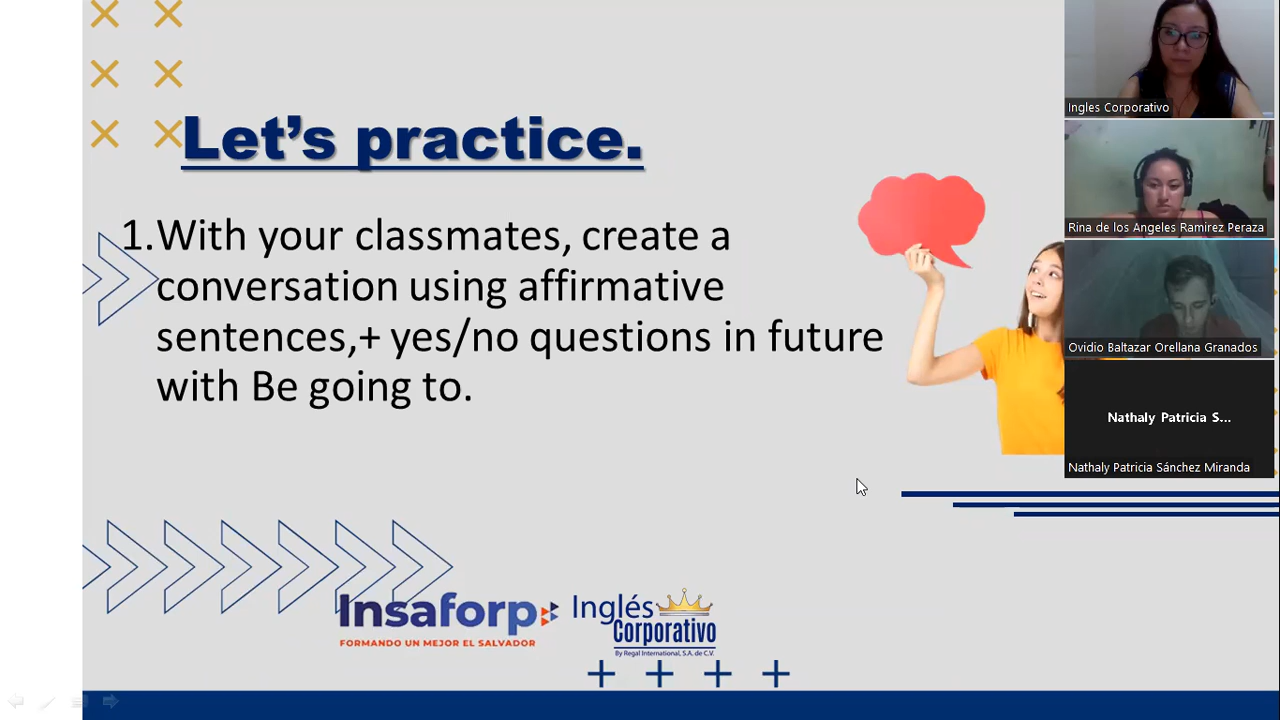 Let's practice.
1.With your classmates, create a
conversation using affirmative
sentences,+ yes/no questions in future
with Be going to.
Insaforp
FORMANDO UN MEJOR EL SALVADOR
Inglés
Corporativo
By Regal International, S.A. de C.V.
Ingles Corporativo
Rina de los Angeles Ramirez Peraza
Ovidio Baltazar Orellana Granados
Nathaly Patricia S...
Nathaly Patricia Sánchez Miranda